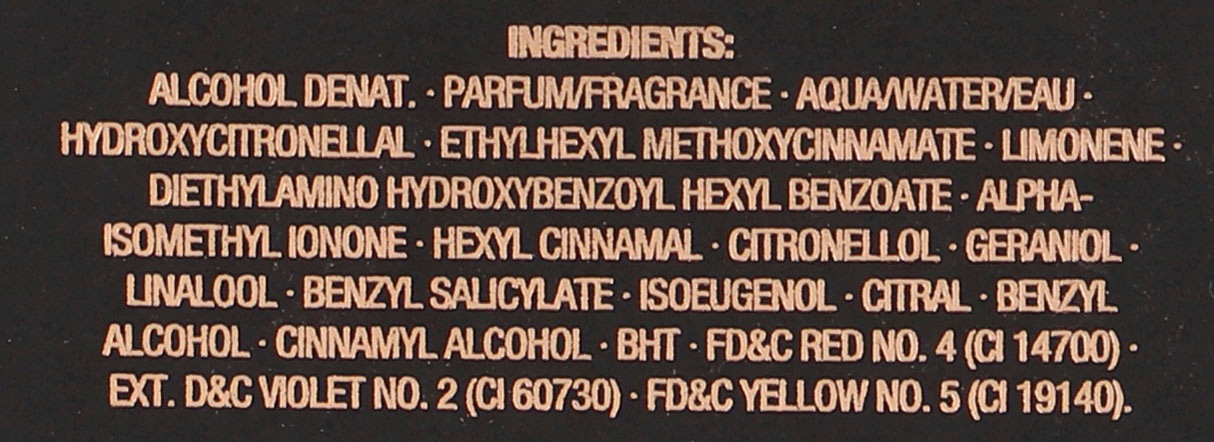 INGREDIENTS:
ALCOHOL DENAT. · PARFUM/FRAGRANCE · AQUA/WATER/EAU ·
HYDROXYCITRONELLAL · ETHYLHEXYL METHOXYCINNAMATE · LIMONENE ·
DIETHYLAMINO HYDROXYBENZOYL HEXYL BENZOATE · ALPHA-
ISOMETHYL IONONE · HEXYL CINNAMAL · CITRONELLOL · GERANIOL ·
LINALOOL · BENZYL SALICYLATE · ISOEUGENOL · CITRAL · BENZYL
ALCOHOL · CINNAMYL ALCOHOL · BHT · FD&C RED NO. 4 (CI 14700) ·
EXT. D&C VIOLET NO. 2 (CI 60730) · FD&C YELLOW NO. 5 (CI 19140).